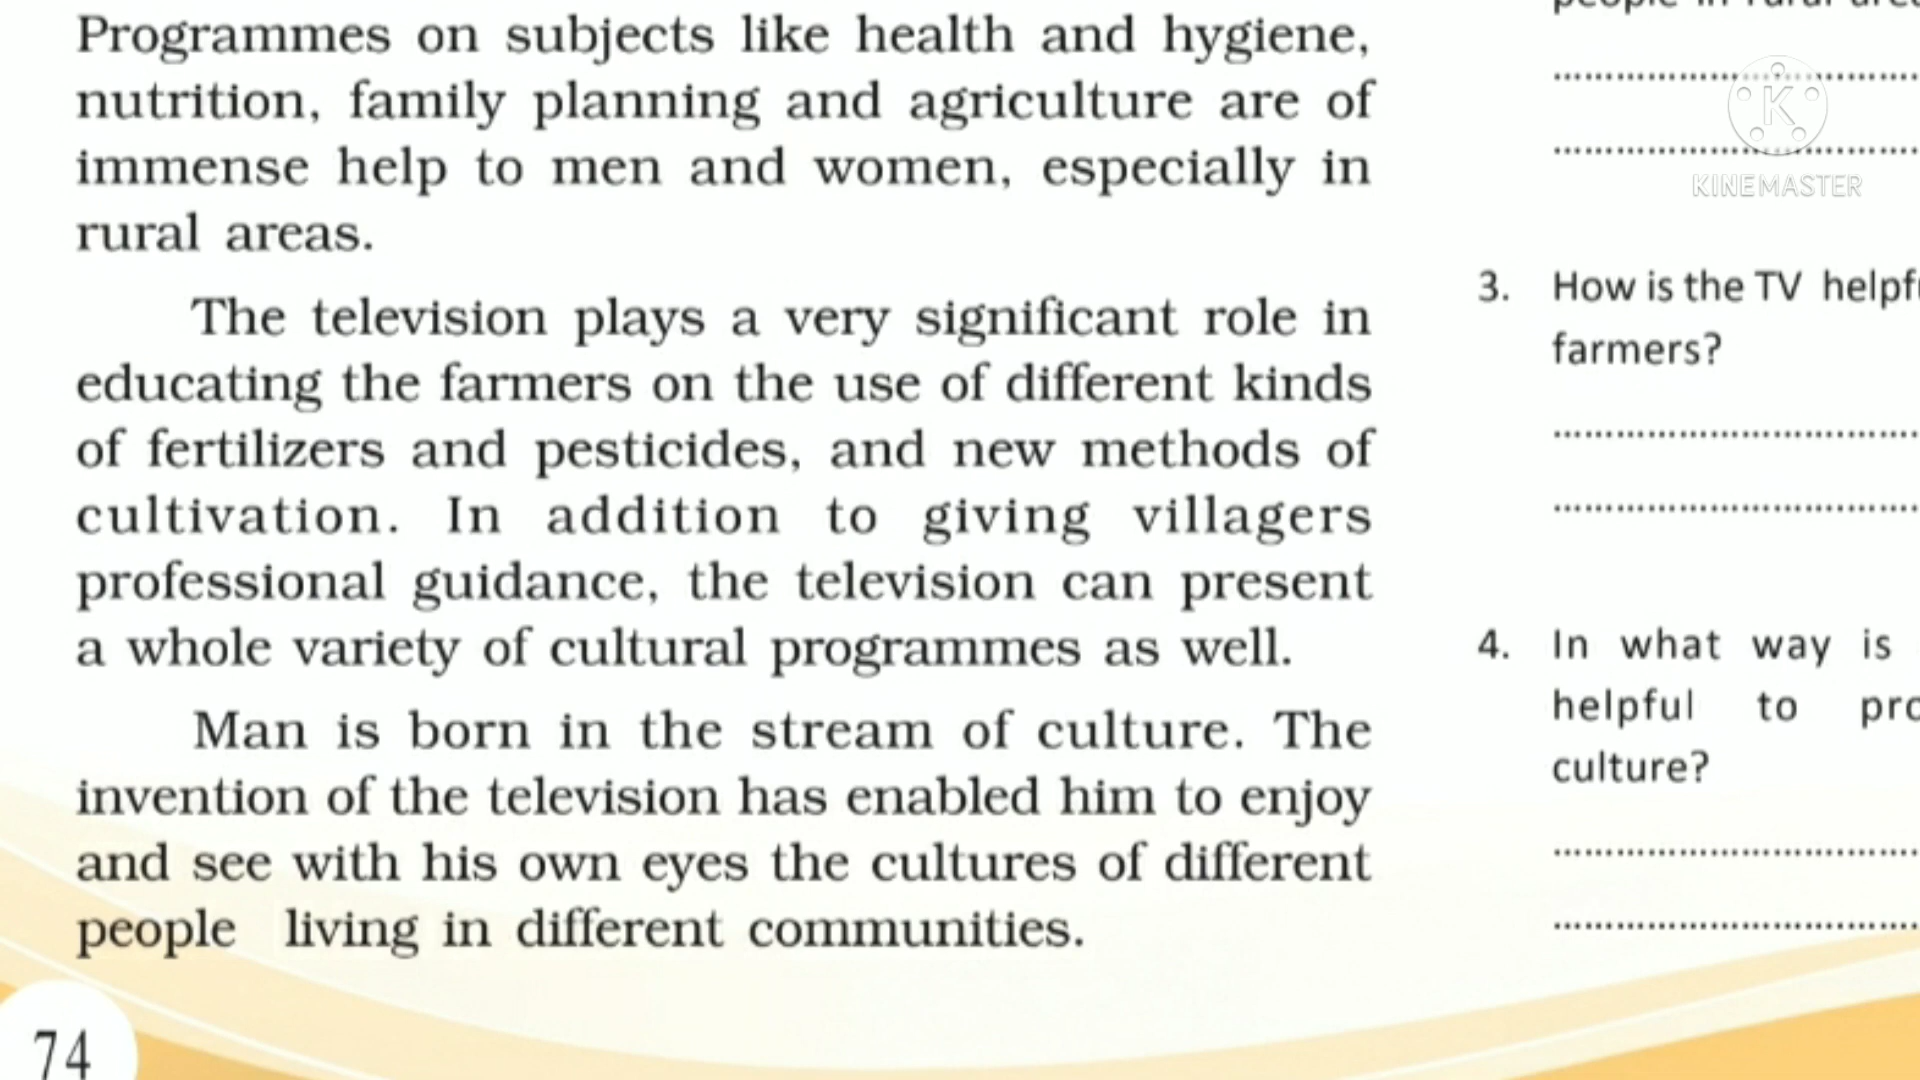 Programmes on subjects like health and hygiene,
nutrition, family planning and agriculture are of
immense help to men and women, especially in
rural areas.
The television plays a very significant role in
educating the farmers on the use of different kinds
of fertilizers and pesticides, and new methods of
cultivation. In addition to giving villagers
professional guidance, the television can present
a whole variety of cultural programmes as well.
Man is born in the stream of culture. The
invention of the television has enabled him to enjoy
and see with his own eyes the cultures of different
people living in different communities.
74
people in rural
KINEMASTER
3. How is the TV
farmers?
4. In what way is
helpful to
culture?